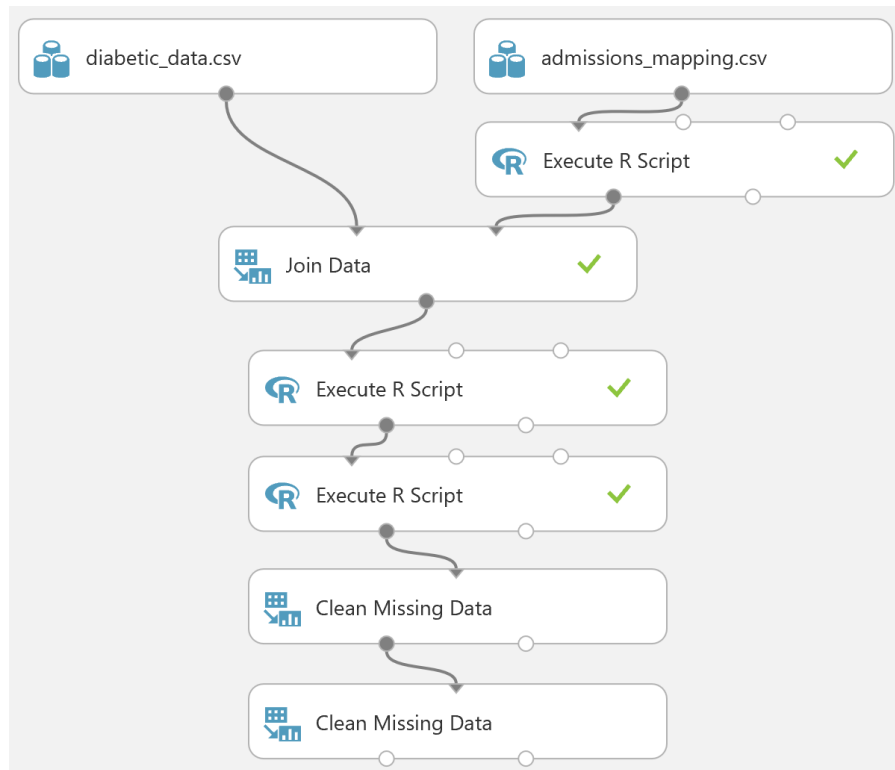 diabetic_data.csv
admissions_mapping.csv
R Execute R Script
Join Data
R Execute R Script
R Execute R Script
Clean Missing Data
Clean Missing Data